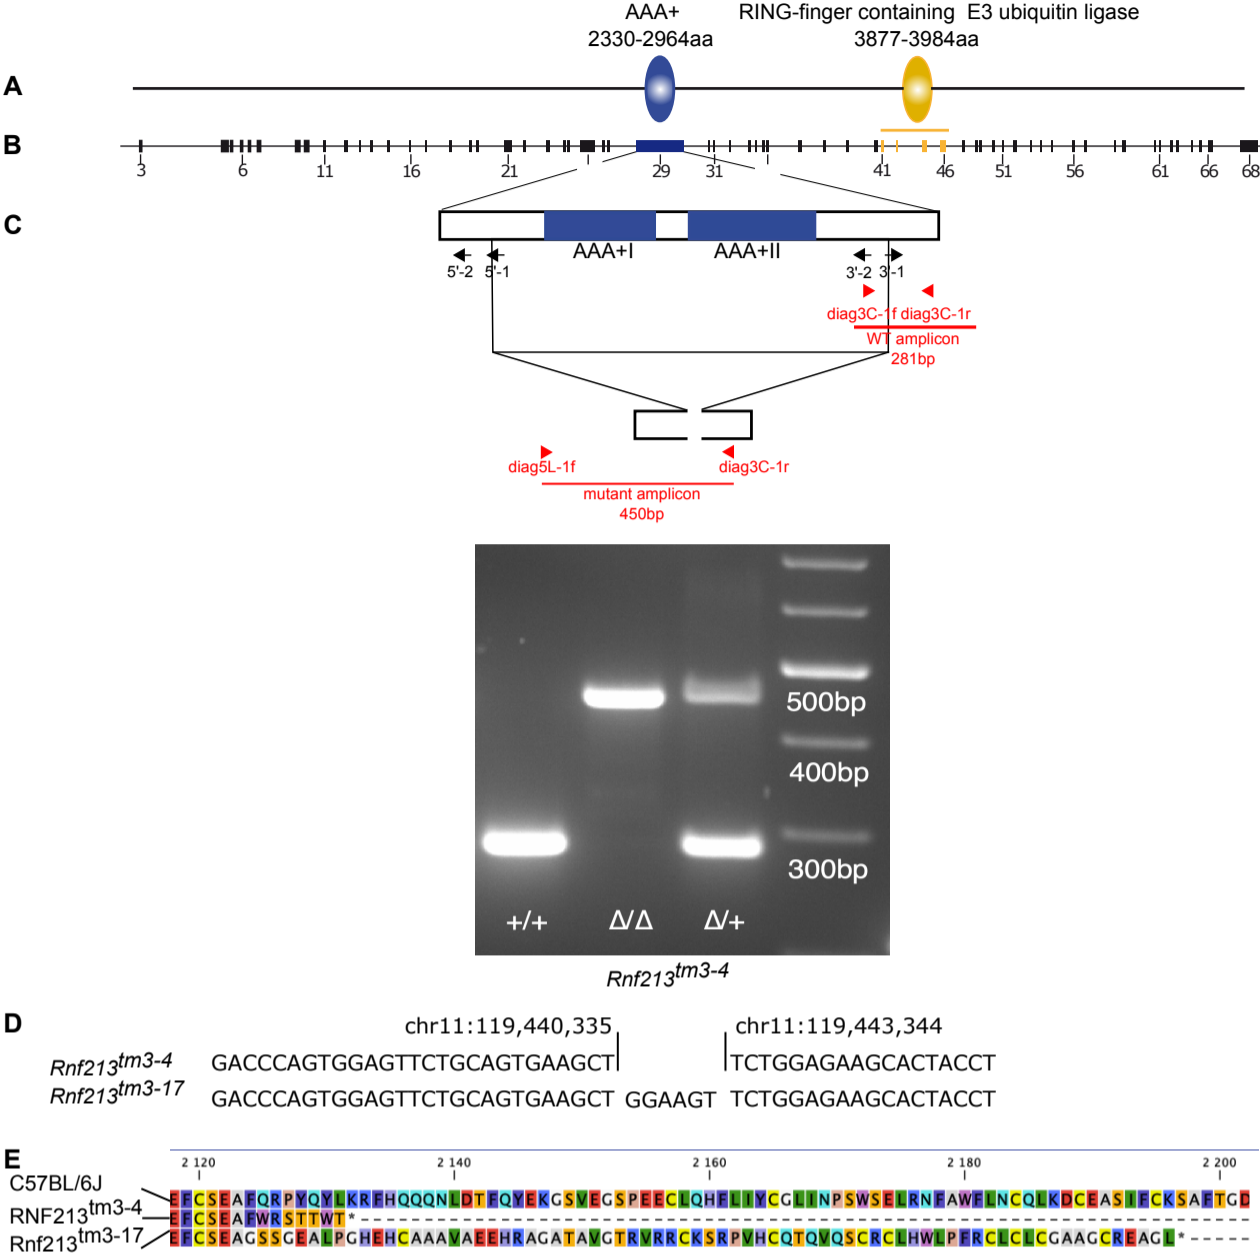 AAA+ RING-finger containing E3 ubiquitin ligase
2330-2964aa 3877-3984aa
A
B
3 6 11 16 21 29 31 41 46 51 56 61 66 68
C
AAA+I AAA+II
5'-2 5'-1 3'-2 3'-1
diag3C-1f diag3C-1r
WT amplicon
281bp
diag5L-1f diag3C-1r
mutant amplicon
450bp
500bp
400bp
300bp
+/+ Δ/Δ Δ/+
Rnf213tm3-4
D
chr11:119,440,335 chr11:119,443,344
Rnf213tm3-4 GACCCAGTGGAGTTCTGCAGTGAAGCT TCTGGAGAAGCACTACCT
Rnf213tm3-17 GACCCAGTGGAGTTCTGCAGTGAAGCT GGAAGT TCTGGAGAAGCACTACCT
E
2 120 2 140 2 160 2 180 2 200
C57BL/6J EFCSEAFQRPYQYLKRFHQQQNLDTFQYEKGSVEGSPEECLQHFLIYCGLINPSWSELRNFAWFLNCQLKDCEASIFCKSAFTGD
RNF213tm3-4 EFCSEAFWRSTTWT*
Rnf213tm3-17 EFCSEAGSSGEALPGHEHCAAAVAEEHRAGATAVGTRVRRCKSRPVHCQTQVQSCRCLHWLPFRCLCLCGAAGCREAGL*